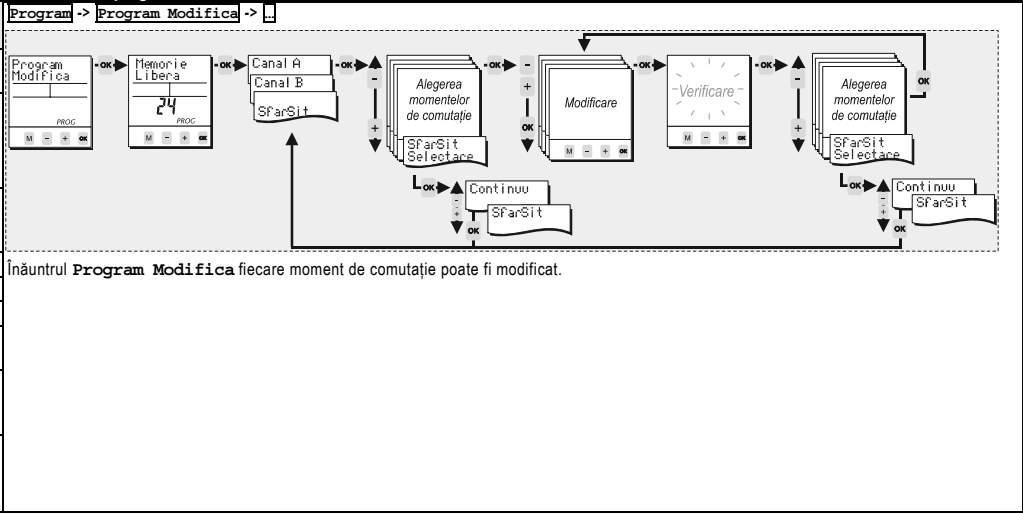 Program -> Program Modifica -> …
Program
Modifica
PROG
M - + OK
OK
Memorie
Libera
24
PROG
M - + OK
OK
Canal A
Canal B
SfarSit
OK
-
+
Alegerea
momentelor
de comutație
SfarSit
Selectare
OK
-
+
Continuu
SfarSit
OK
OK
-
+
OK
Modificare
M - + OK
OK
Verificare
M - + OK
OK
-
+
Alegerea
momentelor
de comutație
SfarSit
Selectare
OK
OK
-
+
Continuu
SfarSit
OK
Înăuntrul Program Modifica fiecare moment de comutație poate fi modificat.